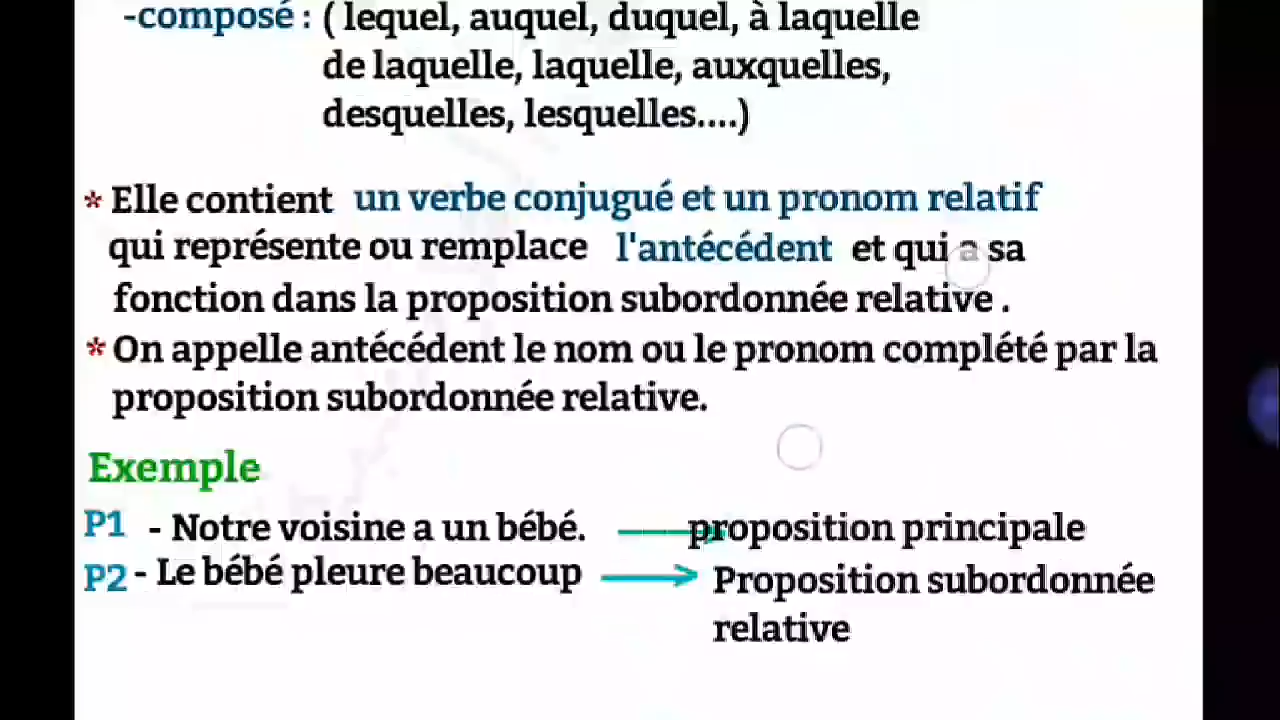 -composé : ( lequel, auquel, duquel, à laquelle
de laquelle, laquelle, auxquelles,
desquelles, lesquelles....)
* Elle contient un verbe conjugué et un pronom relatif
qui représente ou remplace l'antécédent et qui a sa
fonction dans la proposition subordonnée relative .
* On appelle antécédent le nom ou le pronom complété par la
proposition subordonnée relative.
Exemple
P1 - Notre voisine a un bébé. proposition principale
P2 - Le bébé pleure beaucoup Proposition subordonnée
relative